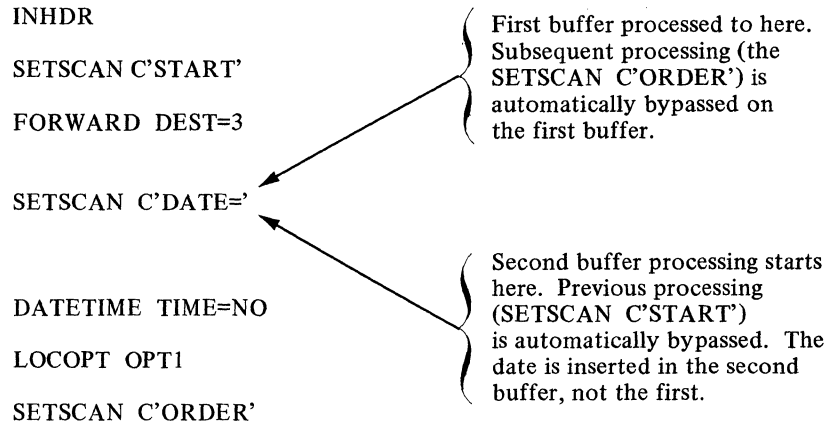 INHDR
SETSCAN C'START'
FORWARD DEST=3
SETSCAN C'DATE='
DATETIME TIME=NO
LOCOPT OPT1
SETSCAN C'ORDER'
First buffer processed to here.
Subsequent processing (the
SETSCAN C'ORDER') is
automatically bypassed on
the first buffer.
Second buffer processing starts
here. Previous processing
(SETSCAN C'START')
is automatically bypassed. The
date is inserted in the second
buffer, not the first.